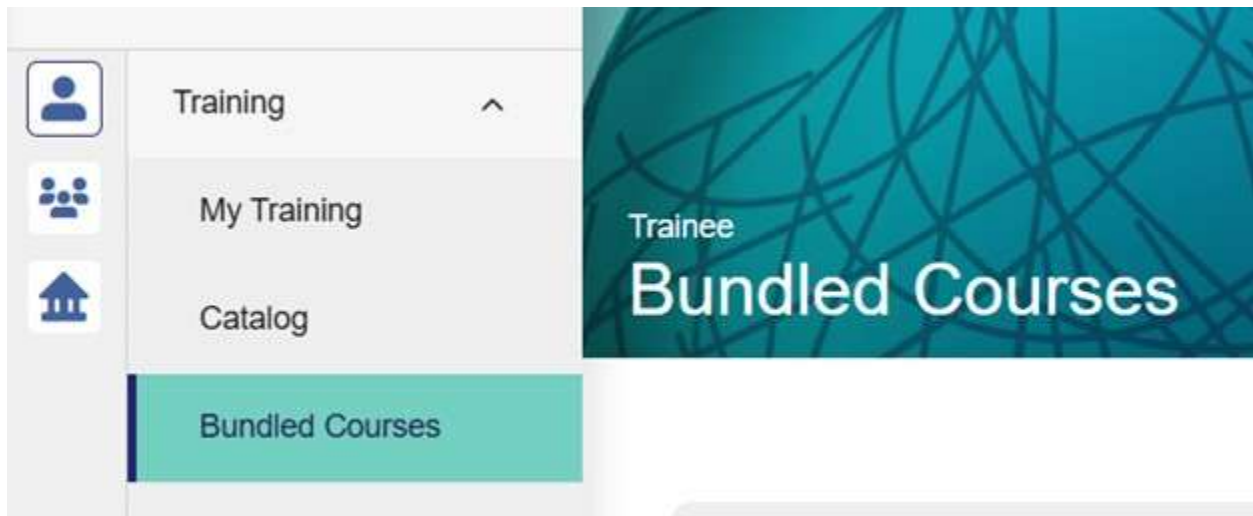 Training
My Training
Catalog
Bundled Courses
Trainee
Bundled Courses